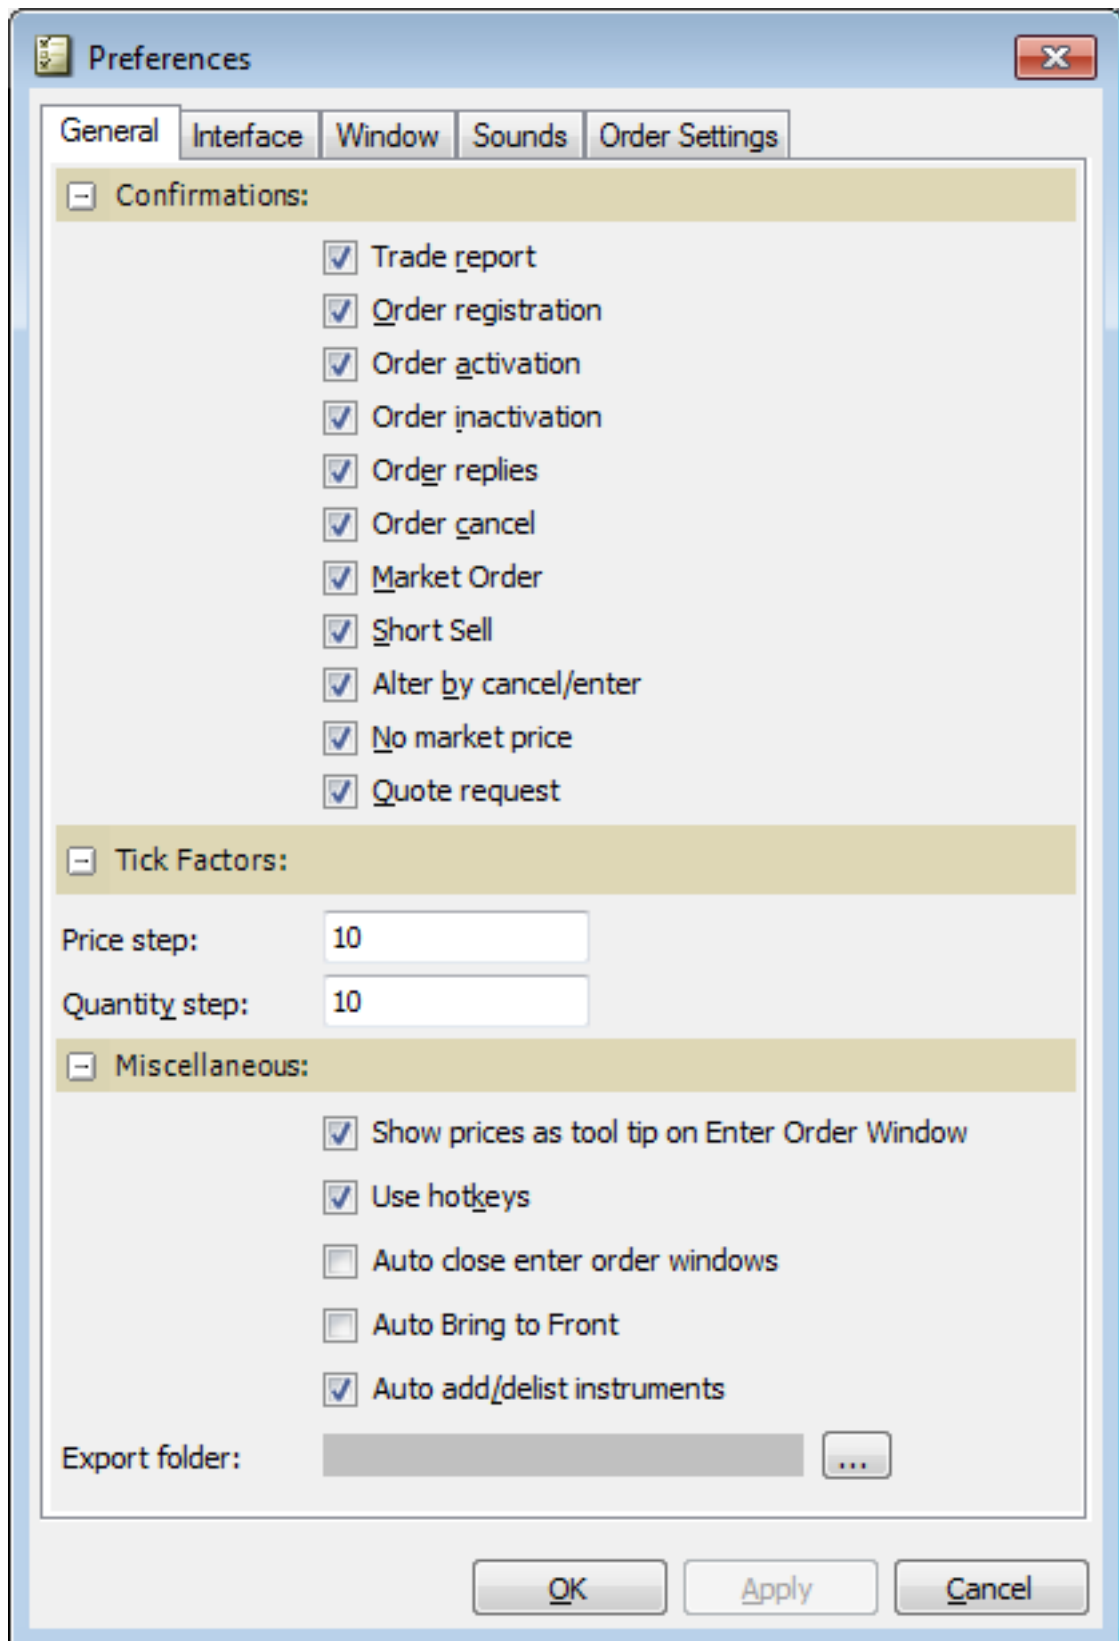 Preferences
General Interface Window Sounds Order Settings
Confirmations:
Trade report
Order registration
Order activation
Order inactivation
Order replies
Order cancel
Market Order
Short Sell
Alter by cancel/enter
No market price
Quote request
Tick Factors:
Price step: 10
Quantity step: 10
Miscellaneous:
Show prices as tool tip on Enter Order Window
Use hotkeys
Auto close enter order windows
Auto Bring to Front
Auto add/delist instruments
Export folder: ...
OK Apply Cancel